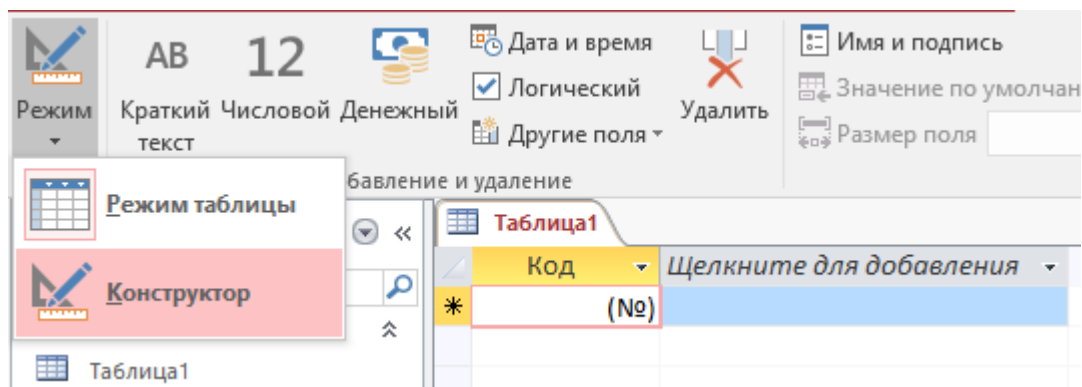 Режим
AB
Краткий
текст
12
Числовой
Денежный
Дата и время
Логический
Другие поля
Удалить
Имя и подпись
Значение по умолчан
Размер поля
бавление и удаление
Режим таблицы
Конструктор
Таблица1
Таблица1
Код
Щелкните для добавления
(№)